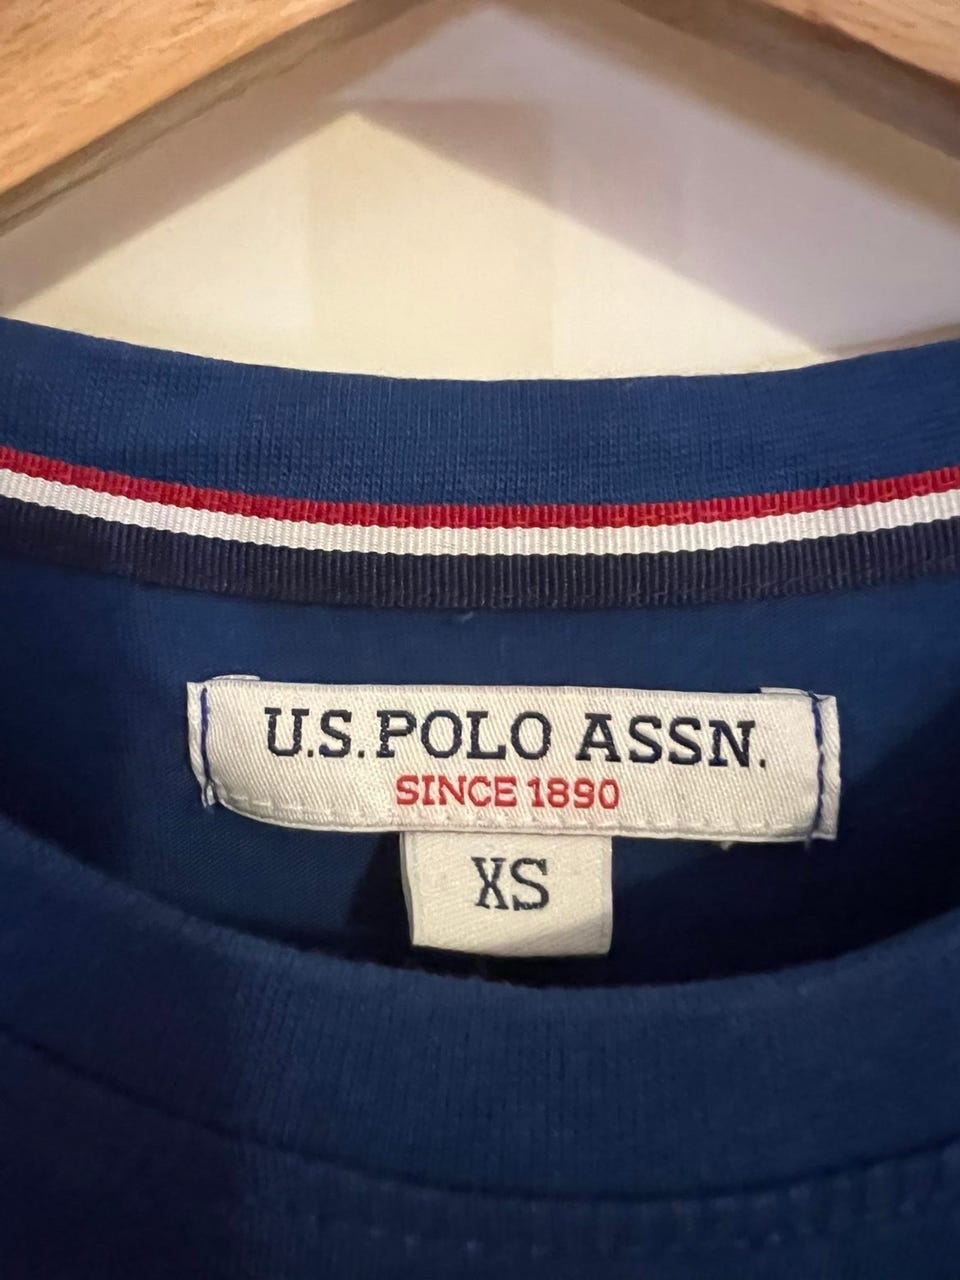 U.S. POLO ASSN.
SINCE 1890
XS